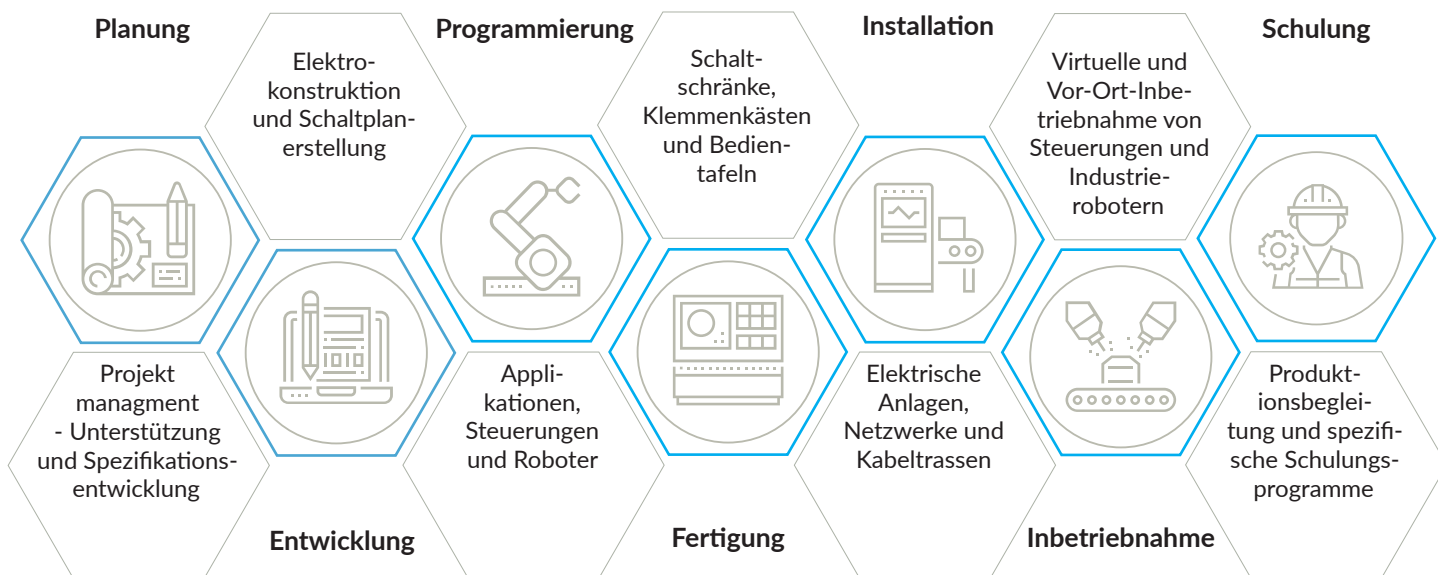 Planung
Projekt
managment
- Unterstützung
und Spezifikations-
entwicklung
Elektro-
konstruktion
und Schaltplan-
erstellung
Entwicklung
Programmierung
Appli-
kationen,
Steuerungen
und Roboter
Schalt-
schränke,
Klemmenkästen
und Bedien-
tafeln
Fertigung
Installation
Elektrische
Anlagen,
Netzwerke und
Kabeltrassen
Virtuelle und
Vor-Ort-Inbe-
triebnahme von
Steuerungen und
Industrie-
robotern
Inbetriebnahme
Schulung
Produkt-
ionsbeglei-
tung und spezifi-
sche Schulungs-
programme